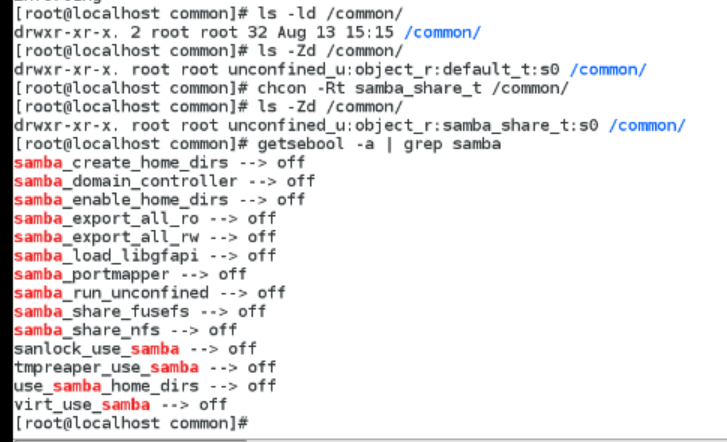 [root@localhost common]# ls -ld /common/
drwxr-xr-x. 2 root root 32 Aug 13 15:15 /common/
[root@localhost common]# ls -Zd /common/
drwxr-xr-x. root root unconfined_u:object_r:default_t:s0 /common/
[root@localhost common]# chcon -Rt samba_share_t /common/
[root@localhost common]# ls -Zd /common/
drwxr-xr-x. root root unconfined_u:object_r:samba_share_t:s0 /common/
[root@localhost common]# getsebool -a | grep samba
samba_create_home_dirs --> off
samba_domain_controller --> off
samba_enable_home_dirs --> off
samba_export_all_ro --> off
samba_export_all_rw --> off
samba_load_libgfapi --> off
samba_portmapper --> off
samba_run_unconfined --> off
samba_share_fusefs --> off
samba_share_nfs --> off
sanlock_use_samba --> off
tmpreaper_use_samba --> off
use_samba_home_dirs --> off
virt_use_samba --> off
[root@localhost common]#